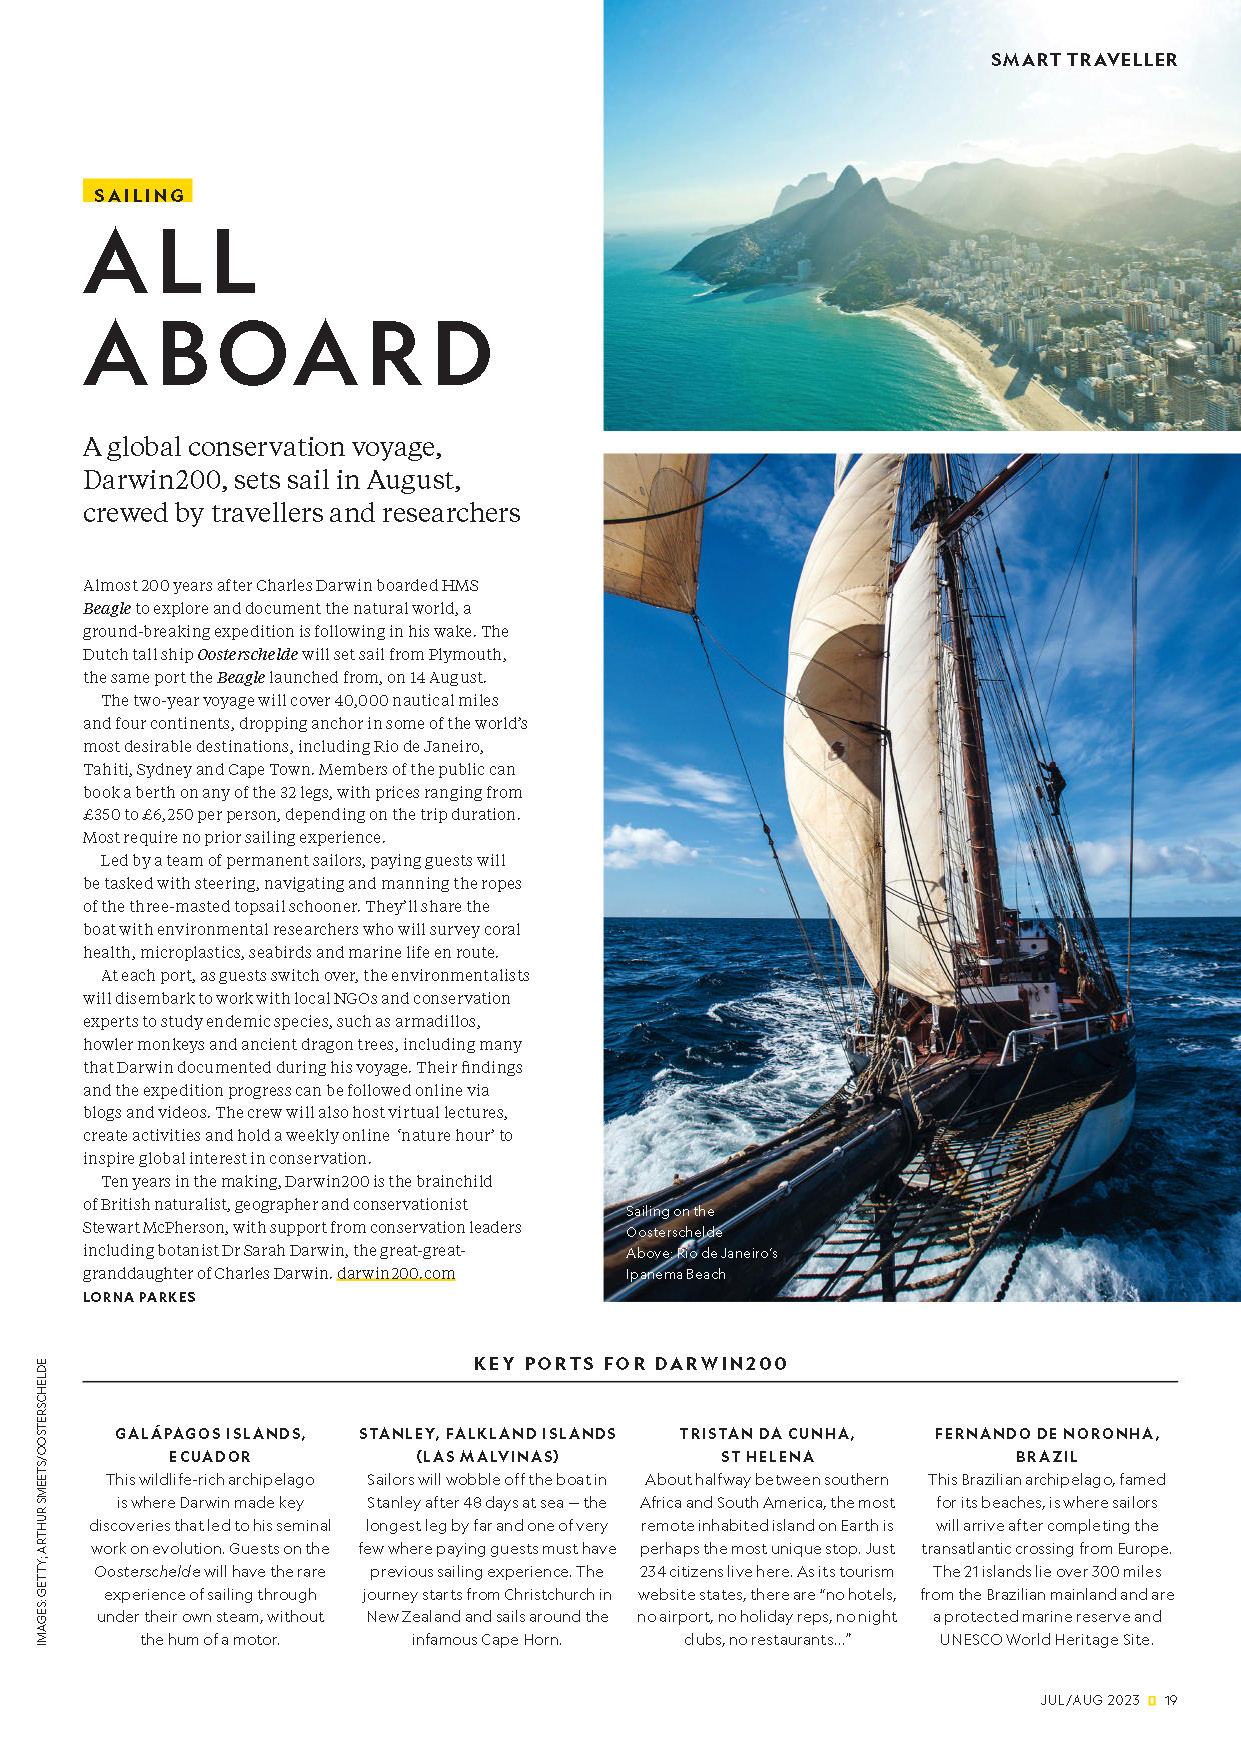 SMART TRAVELLER
SAILING
ALL
ABOARD
A global conservation voyage,
Darwin200, sets sail in August,
crewed by travellers and researchers
Almost 200 years after Charles Darwin boarded HMS
Beagle to explore and document the natural world, a
ground-breaking expedition is following in his wake. The
Dutch tall ship Oosterschelde will set sail from Plymouth,
the same port the Beagle launched from, on 14 August.
The two-year voyage will cover 40,000 nautical miles
and four continents, dropping anchor in some of the world's
most desirable destinations, including Rio de Janeiro,
Tahiti, Sydney and Cape Town. Members of the public can
book a berth on any of the 32 legs, with prices ranging from
£350 to £6,250 per person, depending on the trip duration.
Most require no prior sailing experience.
Led by a team of permanent sailors, paying guests will
be tasked with steering, navigating and manning the ropes
of the three-masted topsail schooner. They'll share the
boat with environmental researchers who will survey coral
health, microplastics, seabirds and marine life en route.
At each port, as guests switch over, the environmentalists
will disembark to work with local NGOs and conservation
experts to study endemic species, such as armadillos,
howler monkeys and ancient dragon trees, including many
that Darwin documented during his voyage. Their findings
and the expedition progress can be followed online via
blogs and videos. The crew will also host virtual lectures,
create activities and hold a weekly online 'nature hour' to
inspire global interest in conservation.
Ten years in the making, Darwin200 is the brainchild
of British naturalist, geographer and conservationist
Stewart McPherson, with support from conservation leaders
including botanist Dr Sarah Darwin, the great-great-
granddaughter of Charles Darwin. darwin200.com
LORNA PARKES
Sailing on the
Oosterschelde
Above: Rio de Janeiro's
Ipanema Beach
KEY PORTS FOR DARWIN200
GALÁPAGOS ISLANDS,
ECUADOR
This wildlife-rich archipelago
is where Darwin made key
discoveries that led to his seminal
work on evolution. Guests on the
Oosterschelde will have the rare
experience of sailing through
under their own steam, without
the hum of a motor.
STANLEY, FALKLAND ISLANDS
(LAS MALVINAS)
Sailors will wobble off the boat in
Stanley after 48 days at sea — the
longest leg by far and one of very
few where paying guests must have
previous sailing experience. The
journey starts from Christchurch in
New Zealand and sails around the
infamous Cape Horn.
TRISTAN DA CUNHA,
ST HELENA
About halfway between southern
Africa and South America, the most
remote inhabited island on Earth is
perhaps the most unique stop. Just
234 citizens live here. As its tourism
website states, there are "no hotels,
no airport, no holiday reps, no night
clubs, no restaurants..."
FERNANDO DE NORONHA,
BRAZIL
This Brazilian archipelago, famed
for its beaches, is where sailors
will arrive after completing the
transatlantic crossing from Europe.
The 21 islands lie over 300 miles
from the Brazilian mainland and are
a protected marine reserve and
UNESCO World Heritage Site.
IMAGES: GETTY; ARTHUR SMEETS/OOSTERSCHELDE
JUL/AUG 2023 19